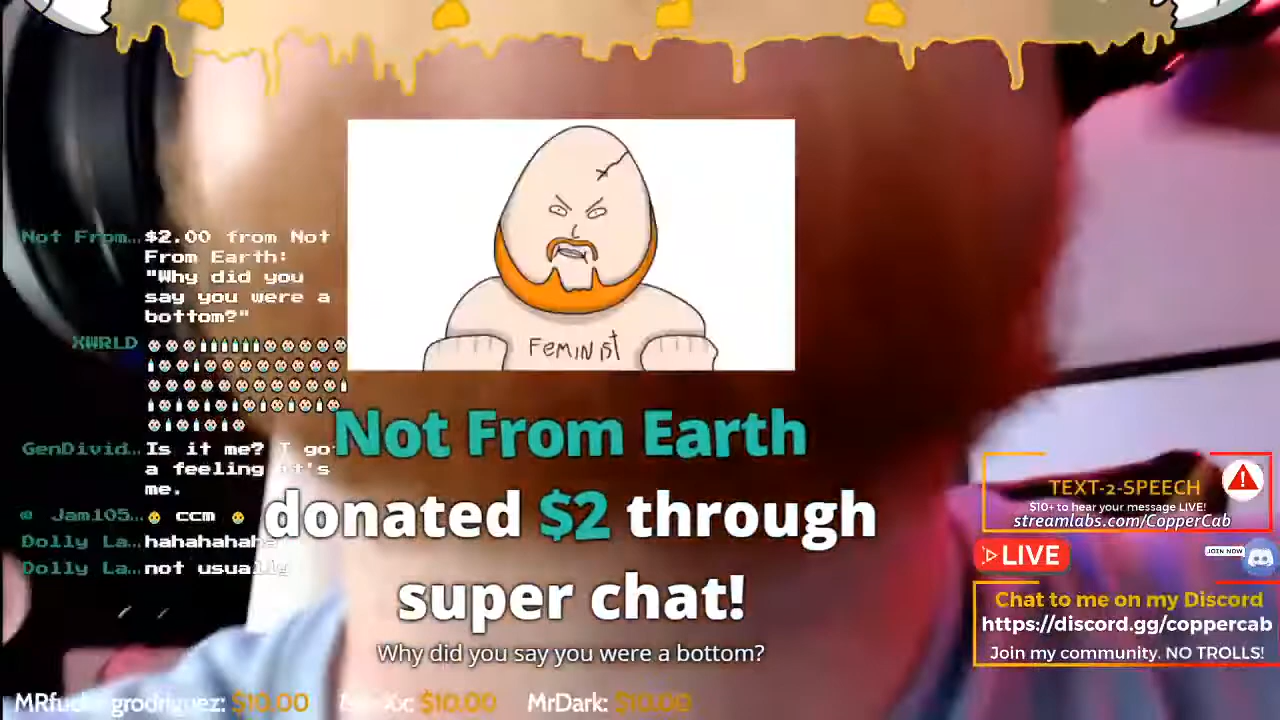 Not From… $2.00 from Not
From Earth:
"Why did you
say you were a
bottom?"
XWRLD
GenDivid… Is it me? I go
a feeling it's
me.
Jam105… ccm
Dolly La… hahahahaha
Dolly La… not usually
FEMINIST
Not From Earth
donated $2 through
super chat!
Why did you say you were a bottom?
TEXT-2-SPEECH
$10+ to hear your message LIVE!
streamlabs.com/CopperCab
LIVE
JOIN NOW
Chat to me on my Discord
https://discord.gg/coppercab
Join my community. NO TROLLS!
grodriguez: $10.00 $10.00 MrDark: $10.00